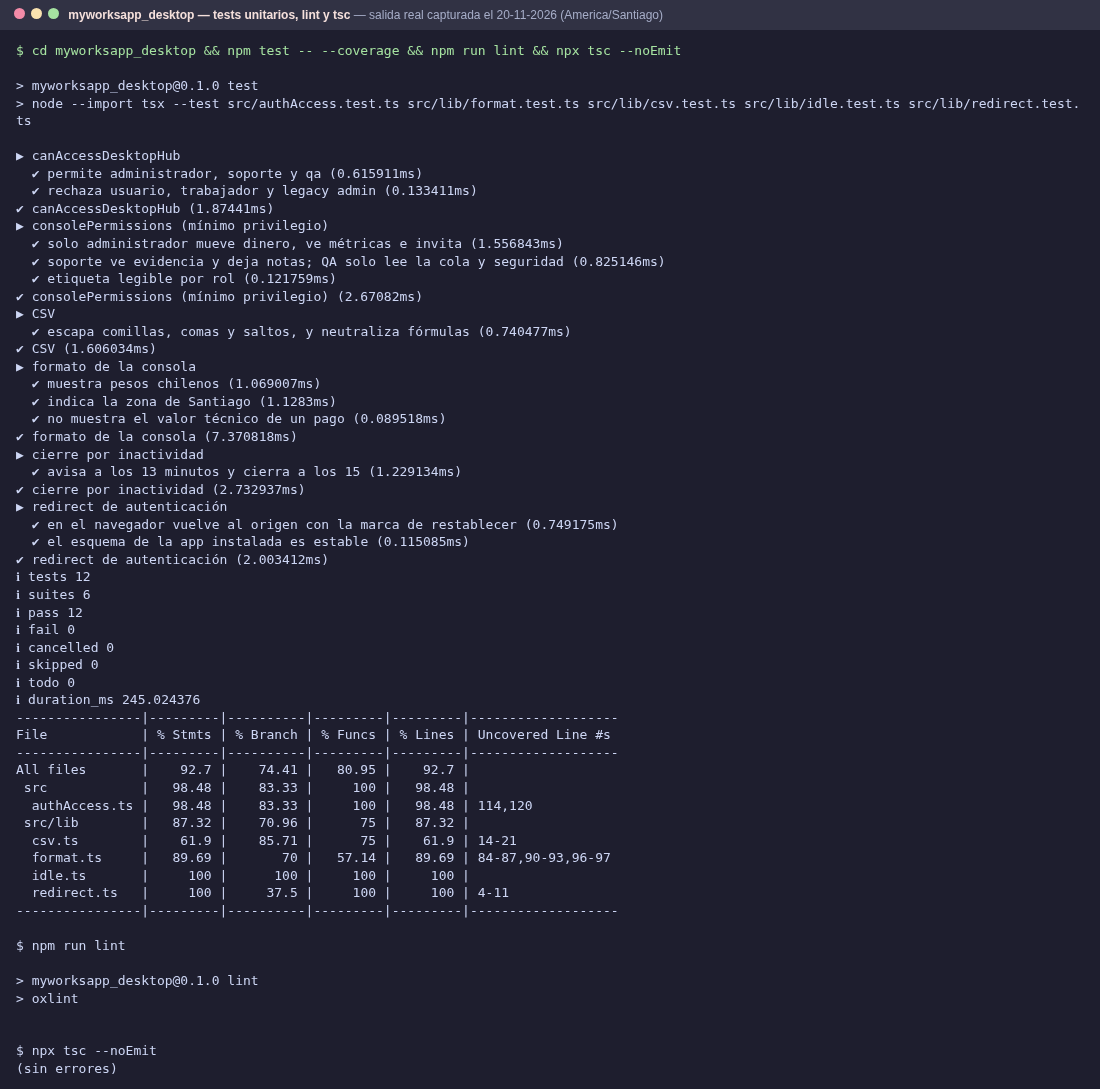 myworksapp_desktop — tests unitarios, lint y tsc — salida real capturada el 20-11-2026 (America/Santiago)
$ cd myworksapp_desktop && npm test -- --coverage && npm run lint && npx tsc --noEmit
> myworksapp_desktop@0.1.0 test
> node --import tsx --test src/authAccess.test.ts src/lib/format.test.ts src/lib/csv.test.ts src/lib/idle.test.ts src/lib/redirect.test.
ts
▶ canAccessDesktopHub
  ✔ permite administrador, soporte y qa (0.615911ms)
  ✔ rechaza usuario, trabajador y legacy admin (0.133411ms)
✔ canAccessDesktopHub (1.87441ms)
▶ consolePermissions (mínimo privilegio)
  ✔ solo administrador mueve dinero, ve métricas e invita (1.556843ms)
  ✔ soporte ve evidencia y deja notas; QA solo lee la cola y seguridad (0.825146ms)
  ✔ etiqueta legible por rol (0.121759ms)
✔ consolePermissions (mínimo privilegio) (2.67082ms)
▶ CSV
  ✔ escapa comillas, comas y saltos, y neutraliza fórmulas (0.740477ms)
✔ CSV (1.606034ms)
▶ formato de la consola
  ✔ muestra pesos chilenos (1.069007ms)
  ✔ indica la zona de Santiago (1.1283ms)
  ✔ no muestra el valor técnico de un pago (0.089518ms)
✔ formato de la consola (7.370818ms)
▶ cierre por inactividad
  ✔ avisa a los 13 minutos y cierra a los 15 (1.229134ms)
✔ cierre por inactividad (2.732937ms)
▶ redirect de autenticación
  ✔ en el navegador vuelve al origen con la marca de restablecer (0.749175ms)
  ✔ el esquema de la app instalada es estable (0.115085ms)
✔ redirect de autenticación (2.003412ms)
ℹ tests 12
ℹ suites 6
ℹ pass 12
ℹ fail 0
ℹ cancelled 0
ℹ skipped 0
ℹ todo 0
ℹ duration_ms 245.024376
----------------|---------|----------|---------|---------|-------------------
File            | % Stmts | % Branch | % Funcs | % Lines | Uncovered Line #s
----------------|---------|----------|---------|---------|-------------------
All files       |    92.7 |    74.41 |   80.95 |    92.7 |
 src            |   98.48 |    83.33 |     100 |   98.48 |
  authAccess.ts |   98.48 |    83.33 |     100 |   98.48 | 114,120
 src/lib        |   87.32 |    70.96 |      75 |   87.32 |
  csv.ts        |    61.9 |    85.71 |      75 |    61.9 | 14-21
  format.ts     |   89.69 |       70 |   57.14 |   89.69 | 84-87,90-93,96-97
  idle.ts       |     100 |      100 |     100 |     100 |
  redirect.ts   |     100 |     37.5 |     100 |     100 | 4-11
----------------|---------|----------|---------|---------|-------------------
$ npm run lint
> myworksapp_desktop@0.1.0 lint
> oxlint
$ npx tsc --noEmit
(sin errores)